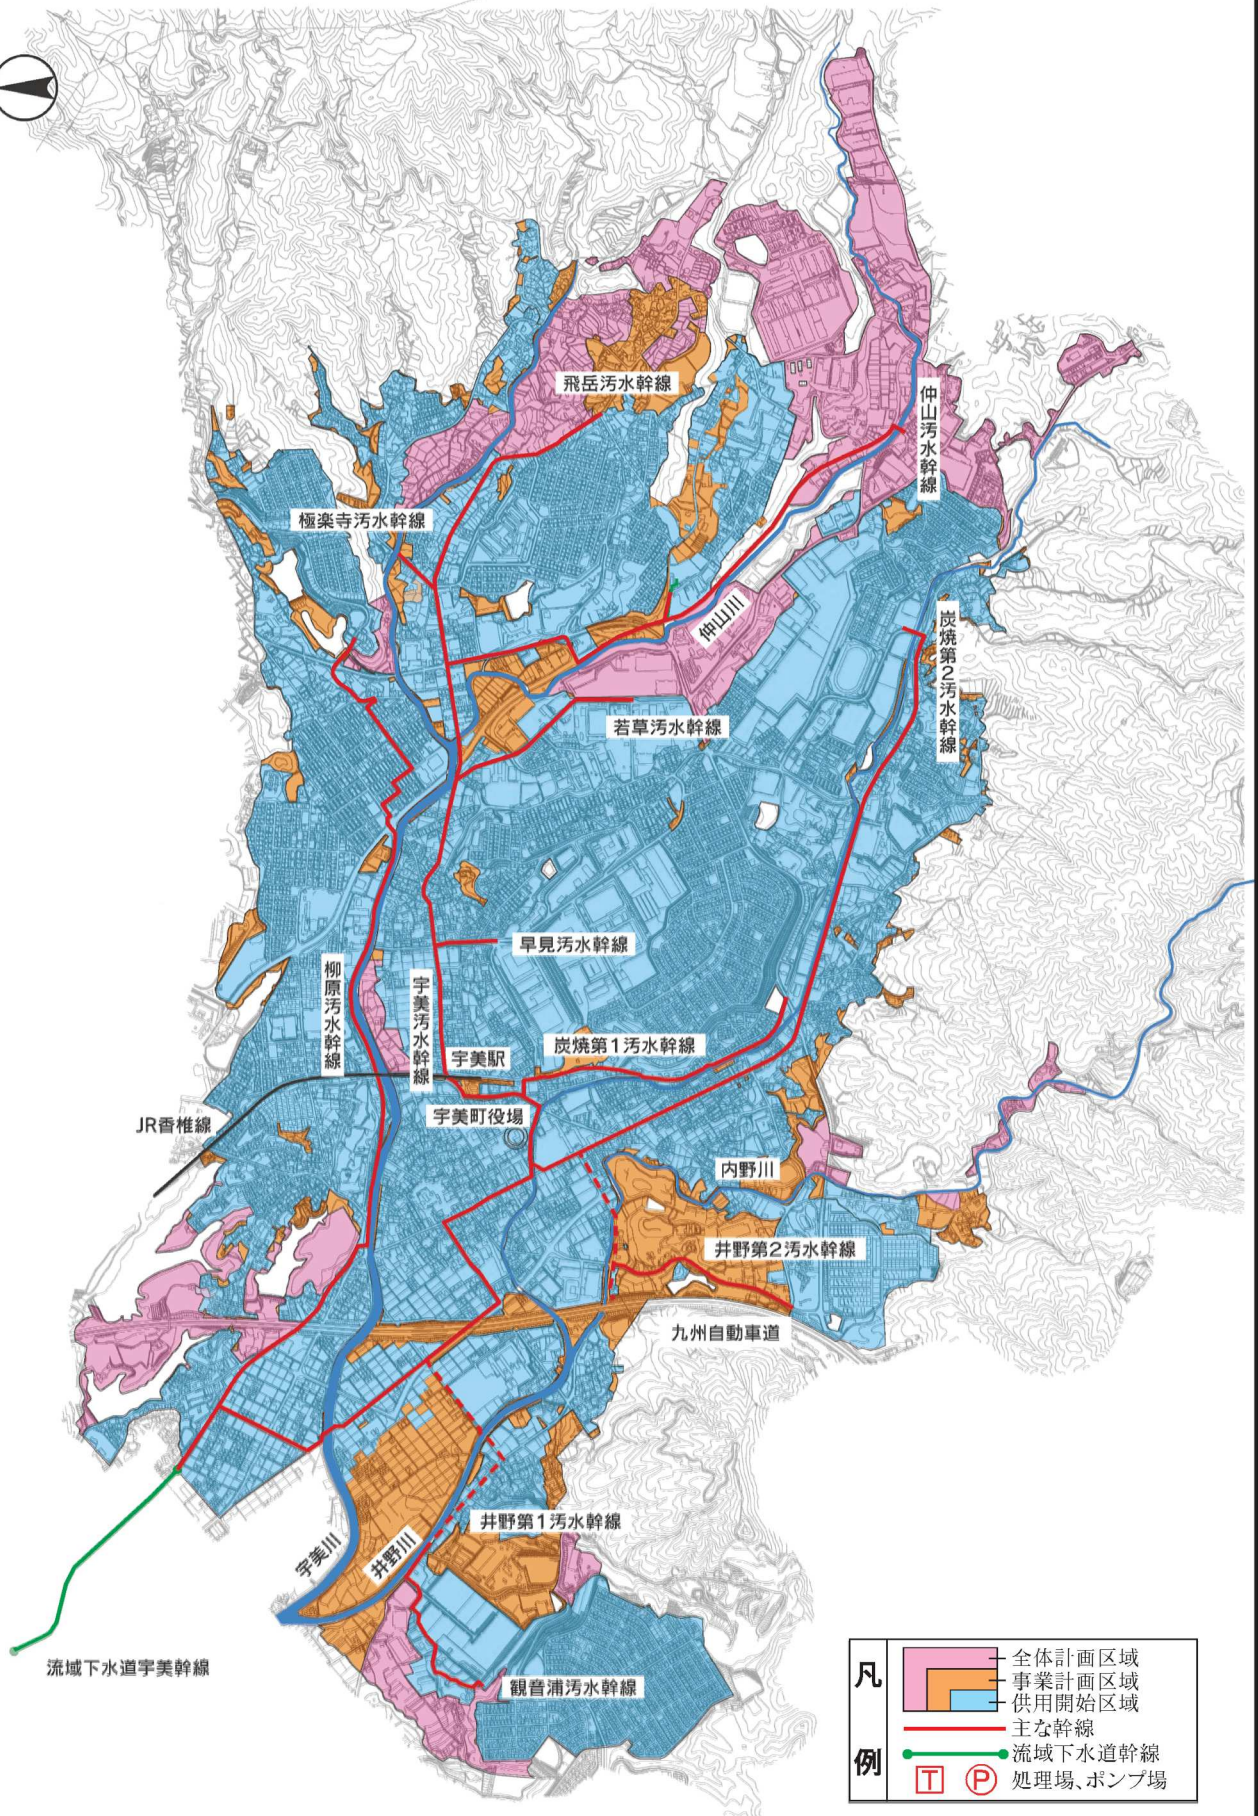 飛岳汚水幹線
仲山汚水幹線
極楽寺汚水幹線
仲山川
炭焼第2汚水幹線
若草汚水幹線
早見汚水幹線
柳原汚水幹線
宇美汚水幹線
宇美駅
炭焼第1汚水幹線
JR香椎線
宇美町役場
内野川
井野第2汚水幹線
九州自動車道
井野第1汚水幹線
宇美川
井野川
流域下水道宇美幹線
観音浦汚水幹線
凡例
全体計画区域
事業計画区域
供用開始区域
主な幹線
流域下水道幹線
T P 処理場、ポンプ場